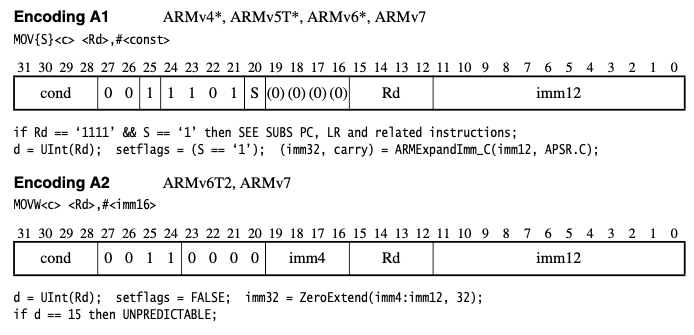 Encoding A1 ARMv4*, ARMv5T*, ARMv6*, ARMv7
MOV{S}<c> <Rd>,#<const>
31 30 29 28 27 26 25 24 23 22 21 20 19 18 17 16 15 14 13 12 11 10 9 8 7 6 5 4 3 2 1 0
cond 0 0 1 1 1 0 1 S (0) (0) (0) (0) Rd imm12
if Rd == ‘1111’ && S == ‘1’ then SEE SUBS PC, LR and related instructions;
d = UInt(Rd); setflags = (S == ‘1’); (imm32, carry) = ARMExpandImm_C(imm12, APSR.C);
Encoding A2 ARMv6T2, ARMv7
MOVW<c> <Rd>,#<imm16>
31 30 29 28 27 26 25 24 23 22 21 20 19 18 17 16 15 14 13 12 11 10 9 8 7 6 5 4 3 2 1 0
cond 0 0 1 1 0 0 0 0 imm4 Rd imm12
d = UInt(Rd); setflags = FALSE; imm32 = ZeroExtend(imm4:imm12, 32);
if d == 15 then UNPREDICTABLE;